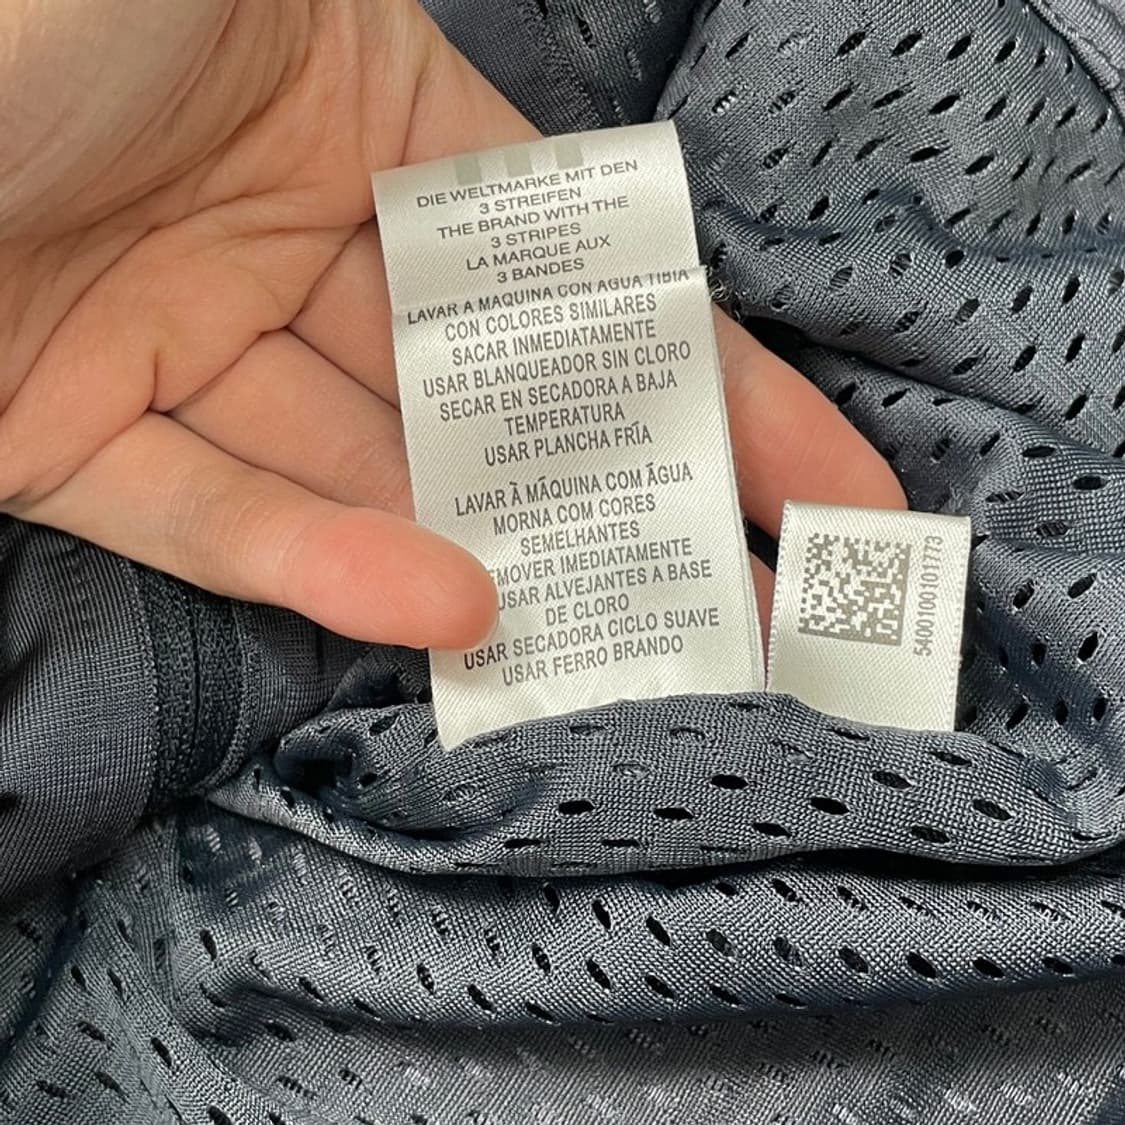 DIE WELTMARKE MIT DEN
3 STREIFEN
THE BRAND WITH THE
3 STRIPES
LA MARQUE AUX
3 BANDES
LAVAR A MAQUINA CON AGUA TIBIA
CON COLORES SIMILARES
SACAR INMEDIATAMENTE
USAR BLANQUEADOR SIN CLORO
SECAR EN SECADORA A BAJA
TEMPERATURA
USAR PLANCHA FRÍA
LAVAR À MÁQUINA COM ÁGUA
MORNA COM CORES
SEMELHANTES
EMOVER IMEDIATAMENTE
USAR ALVEJANTES A BASE
DE CLORO
USAR SECADORA CICLO SUAVE
USAR FERRO BRANDO
5400100101773